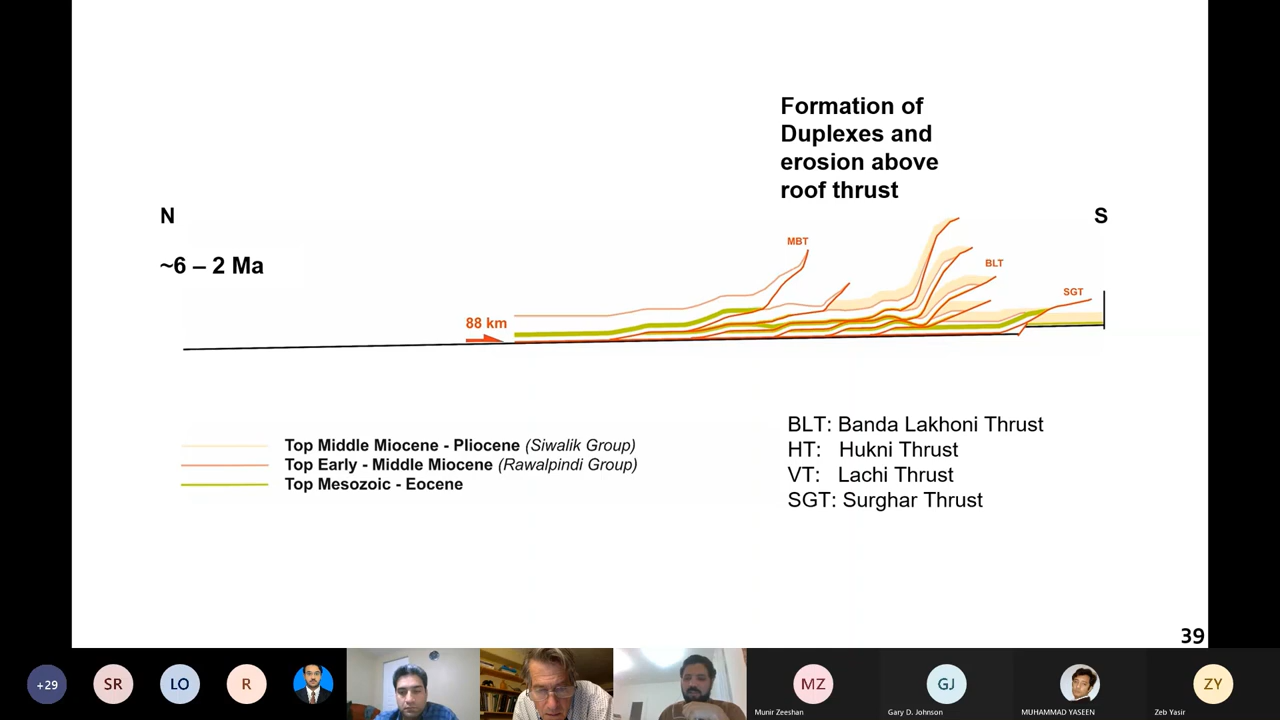 Formation of
Duplexes and
erosion above
roof thrust
N
S
~6 – 2 Ma
MBT
BLT
SGT
88 km
Top Middle Miocene - Pliocene (Siwalik Group)
Top Early - Middle Miocene (Rawalpindi Group)
Top Mesozoic - Eocene
BLT: Banda Lakhoni Thrust
HT: Hukni Thrust
VT: Lachi Thrust
SGT: Surghar Thrust
39
+29
SR
LO
R
MZ
GJ
ZY
Munir Zeeshan
Gary D. Johnson
MUHAMMAD YASEEN
Zeb Yasir